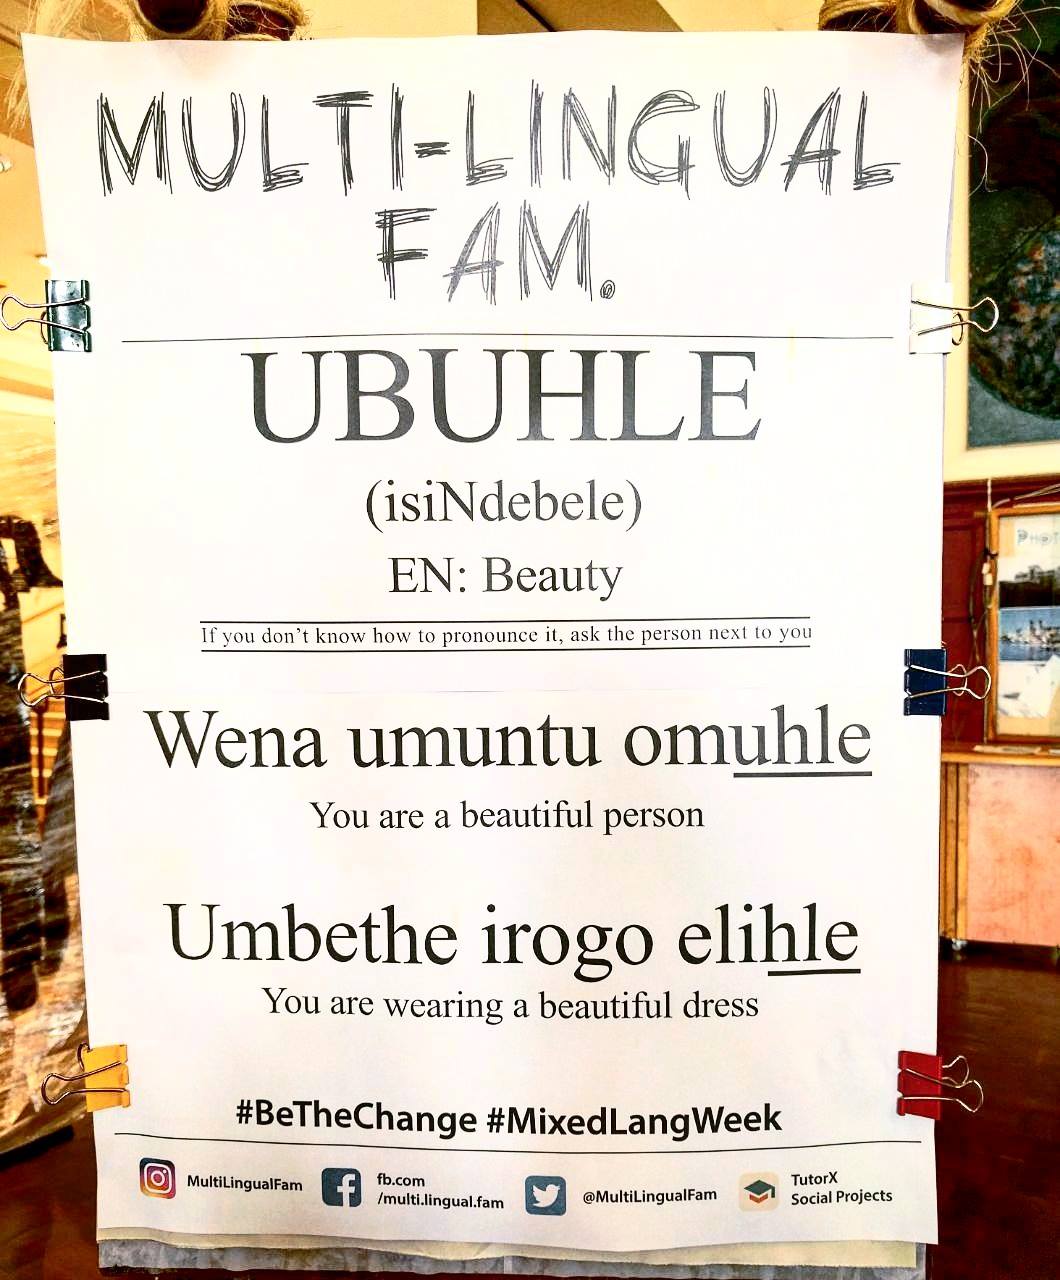 MULTI-LINGUAL
FAM.
UBUHLE
(isiNdebele)
EN: Beauty
If you don't know how to pronounce it, ask the person next to you
Wena umuntu omuhle
You are a beautiful person
Umbethe irogo elihle
You are wearing a beautiful dress
#BeTheChange #MixedLangWeek
MultiLingualFam
fb.com
/multi.lingual.fam
@MultiLingualFam
TutorX
Social Projects